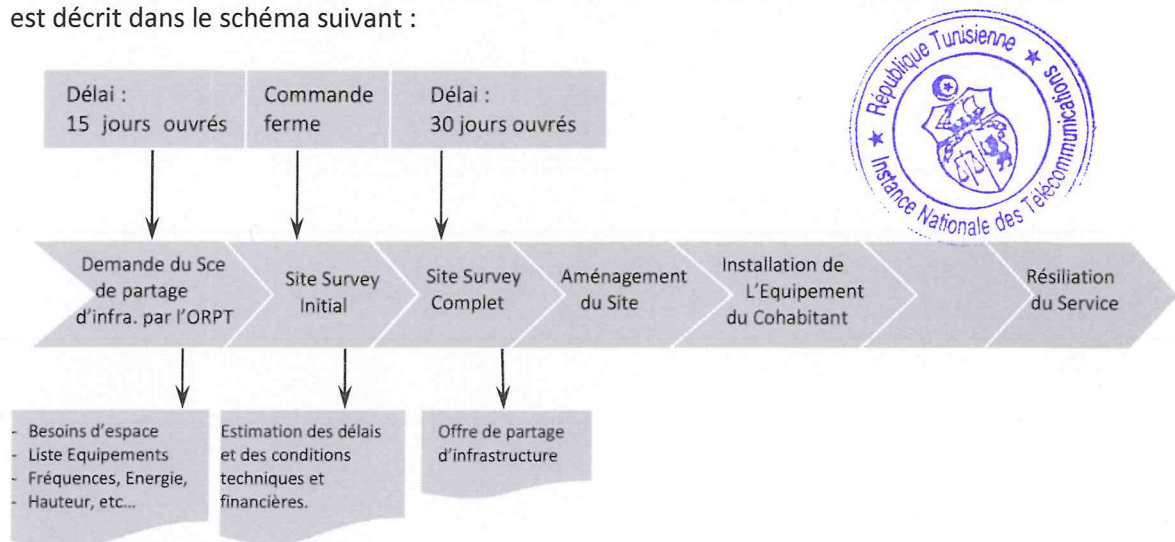 est décrit dans le schéma suivant :
Délai :
15 jours ouvrés
Commande
ferme
Délai :
30 jours ouvrés
★ République Tunisienne ★
Instance Nationale des Télécommunications
Demande du Sce
de partage
d'infra. par l'ORPT
Site Survey
Initial
Site Survey
Complet
Aménagement
du Site
Installation de
L'Equipement
du Cohabitant
Résiliation
du Service
- Besoins d'espace
- Liste Equipements
- Fréquences, Energie,
- Hauteur, etc...
Estimation des délais
et des conditions
techniques et
financières.
Offre de partage
d'infrastructure